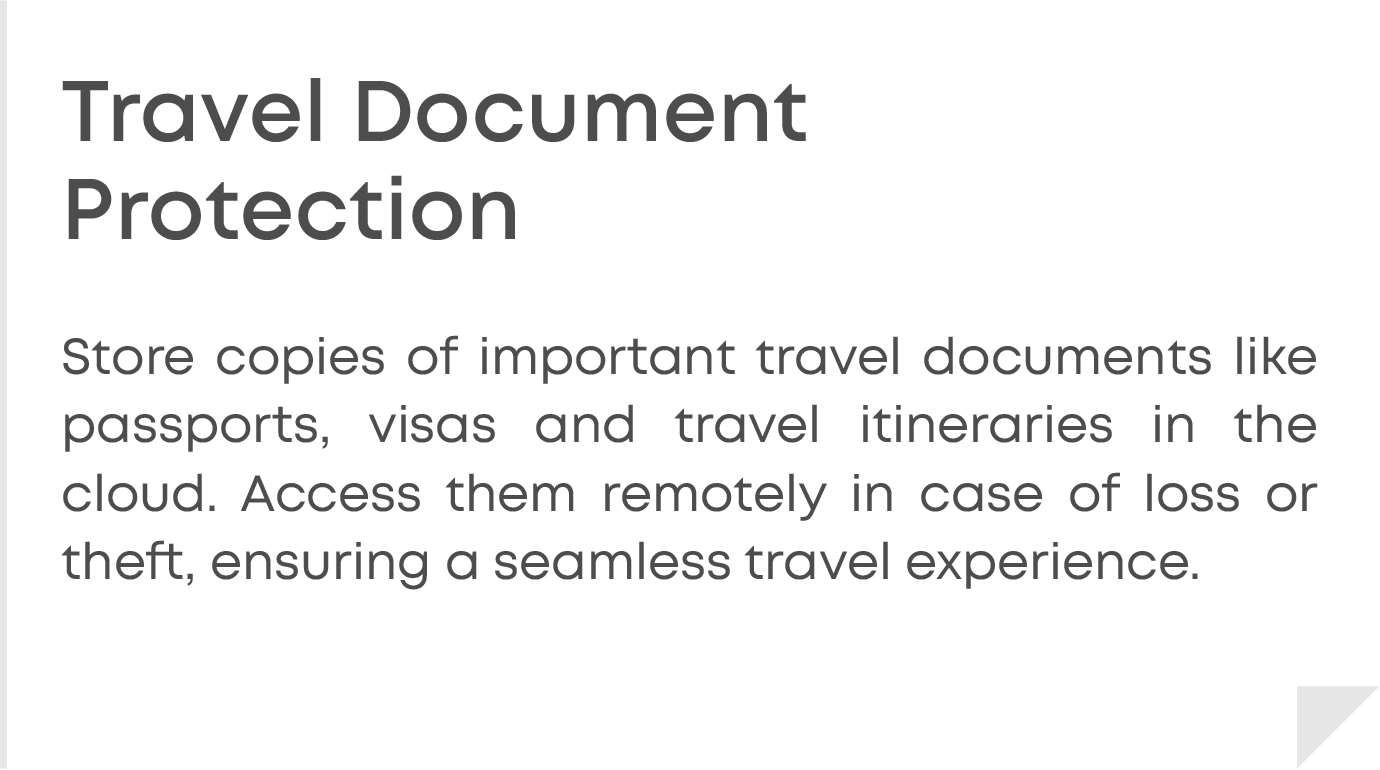 Travel Document
Protection
Store copies of important travel documents like
passports, visas and travel itineraries in the
cloud. Access them remotely in case of loss or
theft, ensuring a seamless travel experience.